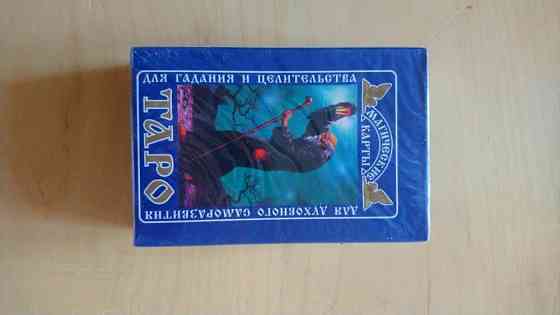 МАГИЧЕСКИЕ
КАРТЫ
ДЛЯ ГАДАНИЯ И ЦЕЛИТЕЛЬСТВА
ДЛЯ ДУХОВНОГО САМОРАЗВИТИЯ
ТАРО